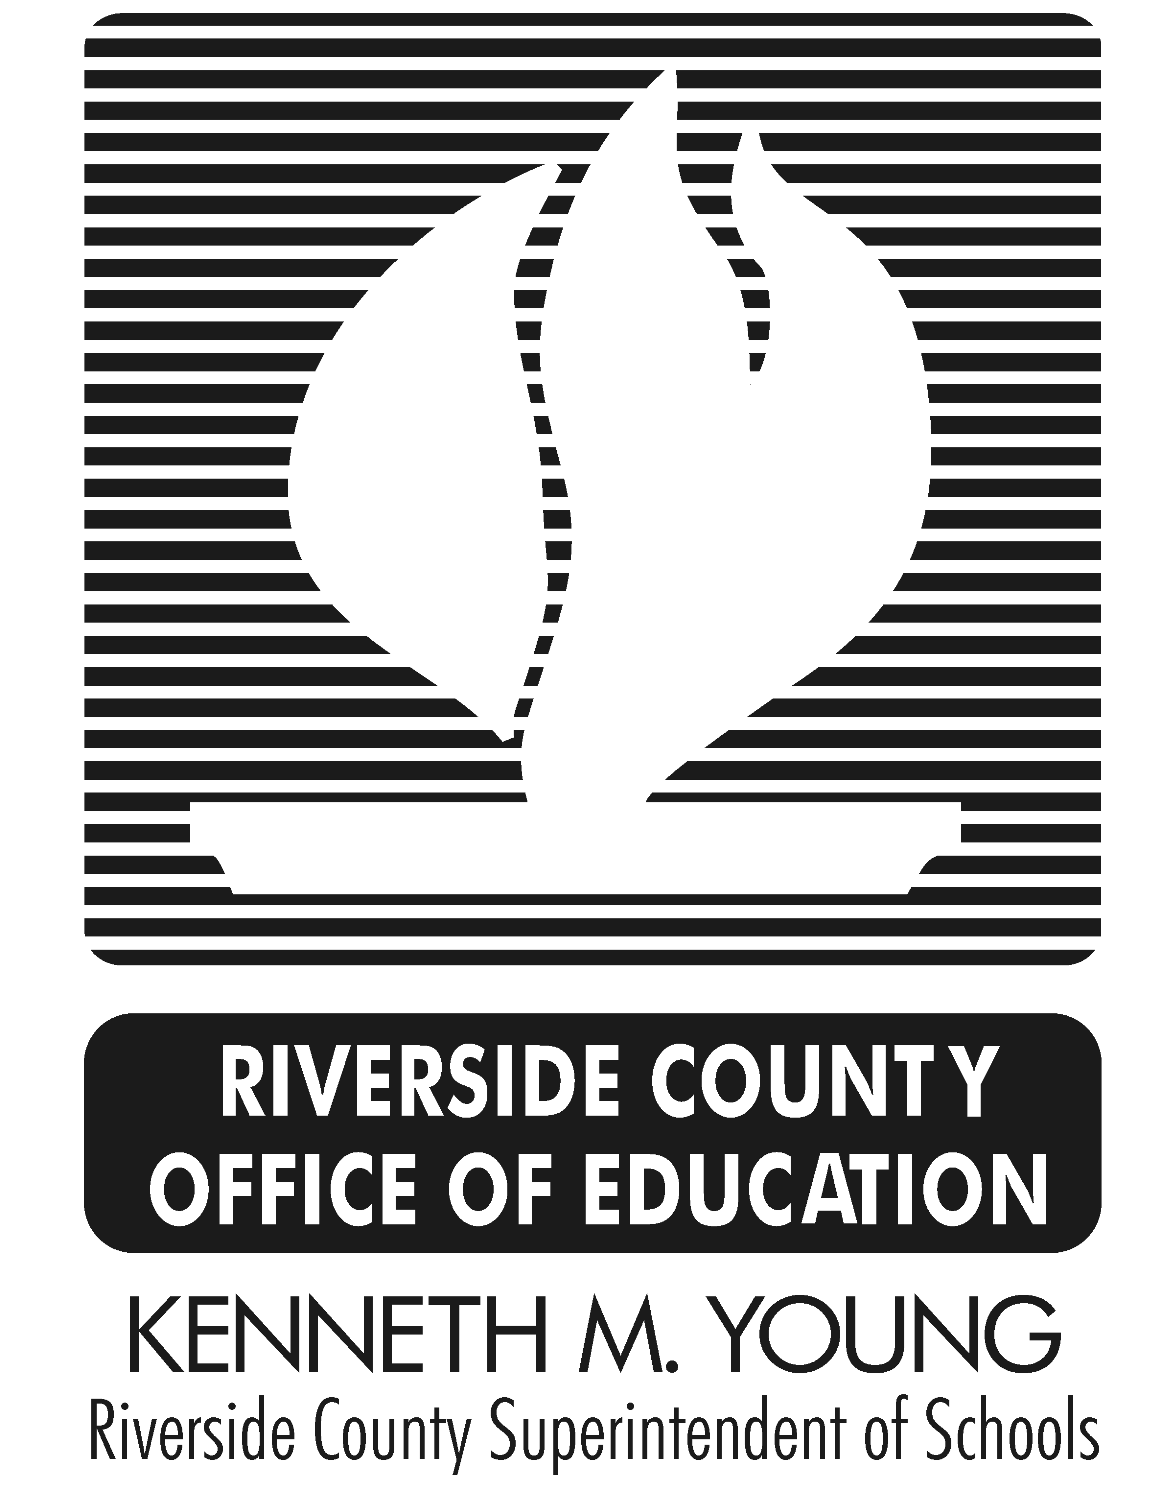 RIVERSIDE COUNTY
OFFICE OF EDUCATION
KENNETH M. YOUNG
Riverside County Superintendent of Schools